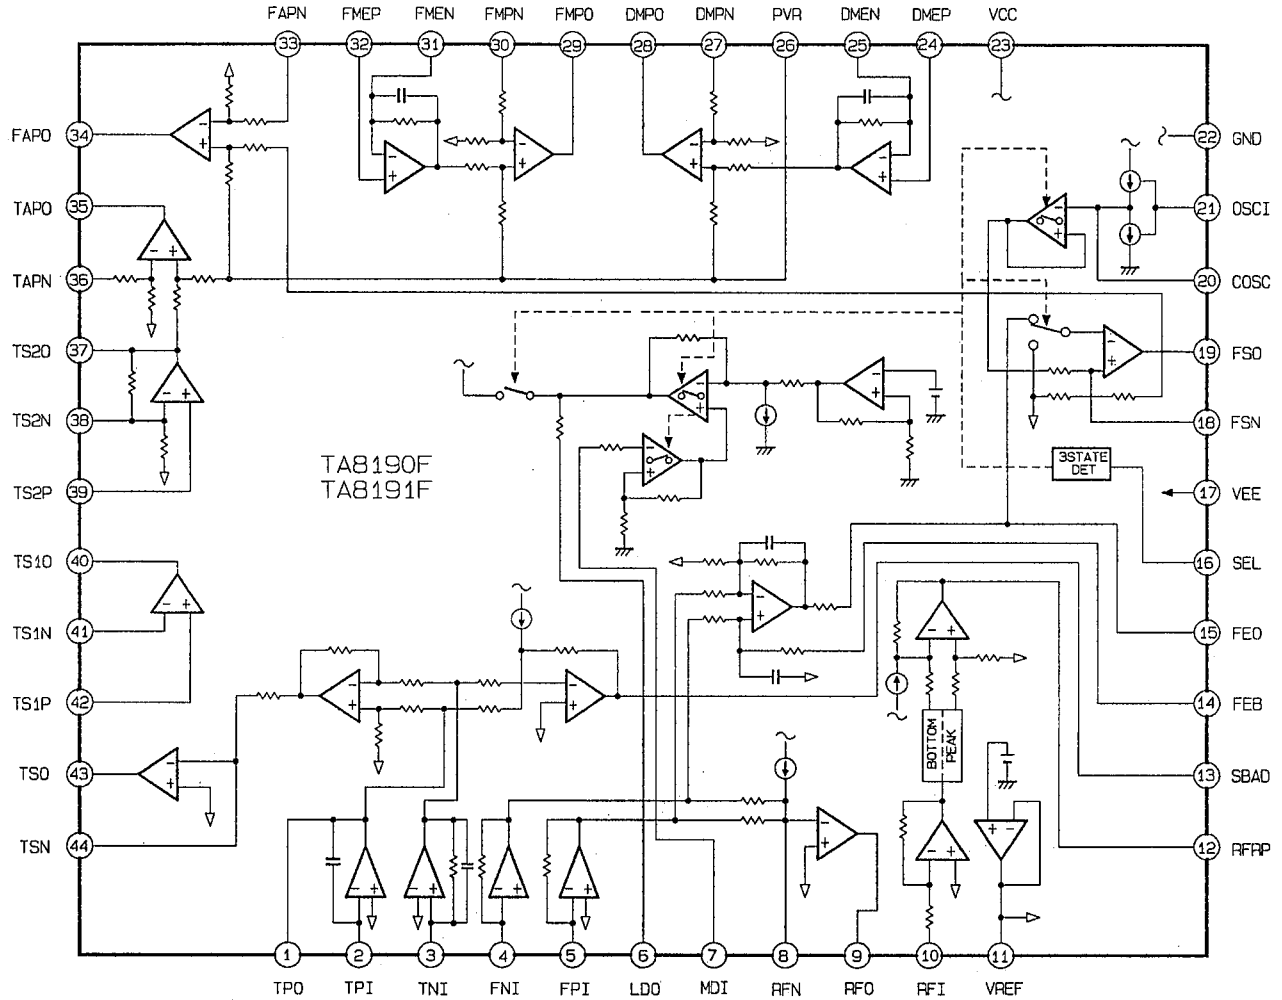 FAPN FMEP FMEN FMPN FMPO DMPO DMPN PVR DMEN DMEP VCC
33 32 31 30 29 28 27 26 25 24 23
FAPO 34
22 GND
TAPO 35
21 OSCI
TAPN 36
20 COSC
TS2O 37
19 FSO
TS2N 38
18 FSN
TA8190F
TA8191F
3STATE
DET
TS2P 39
17 VEE
TS1O 40
16 SEL
TS1N 41
15 FEO
TS1P 42
14 FEB
BOTTOM
PEAK
TSO 43
13 SBAD
TSN 44
12 RFRP
1 2 3 4 5 6 7 8 9 10 11
TPO TPI TNI FNI FPI LDO MDI RFN RFO RFI VREF